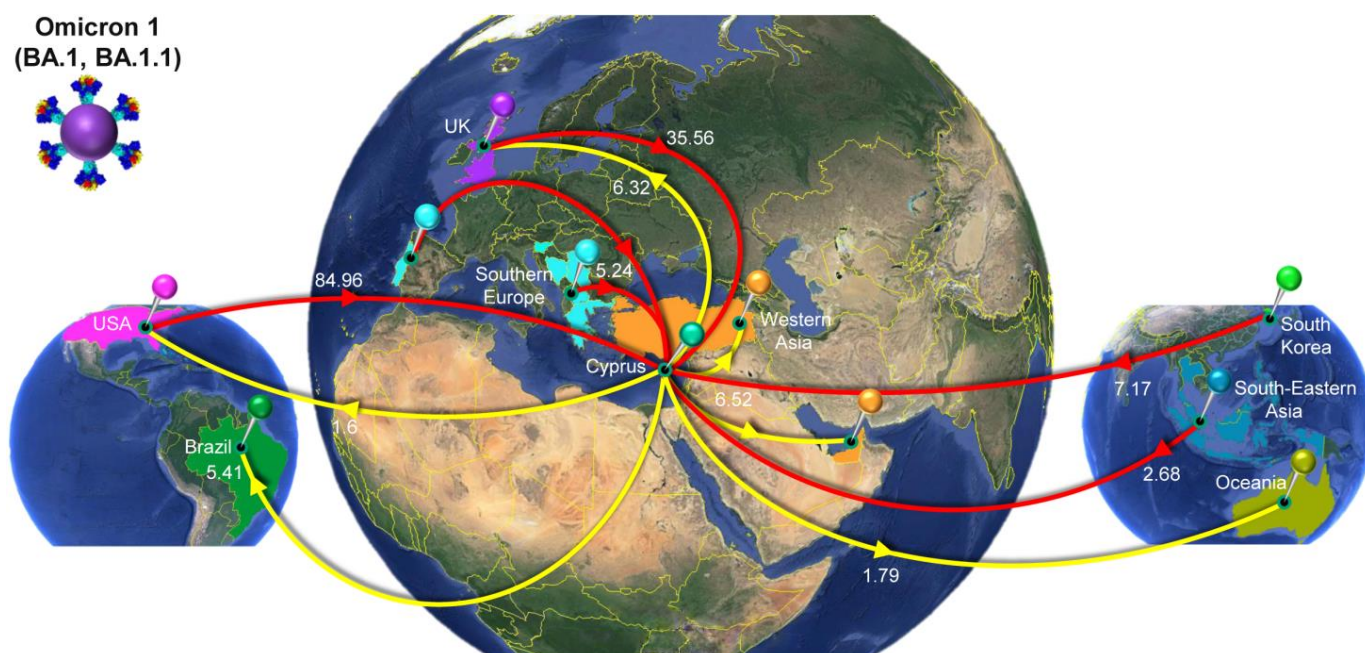 Omicron 1
(BA.1, BA.1.1)
UK
35.56
6.32
84.96
Southern
Europe
5.24
USA
Western
Asia
South
Korea
Cyprus
7.17
South-Eastern
Asia
6.52
1.6
Brazil
5.41
2.68
Oceania
1.79